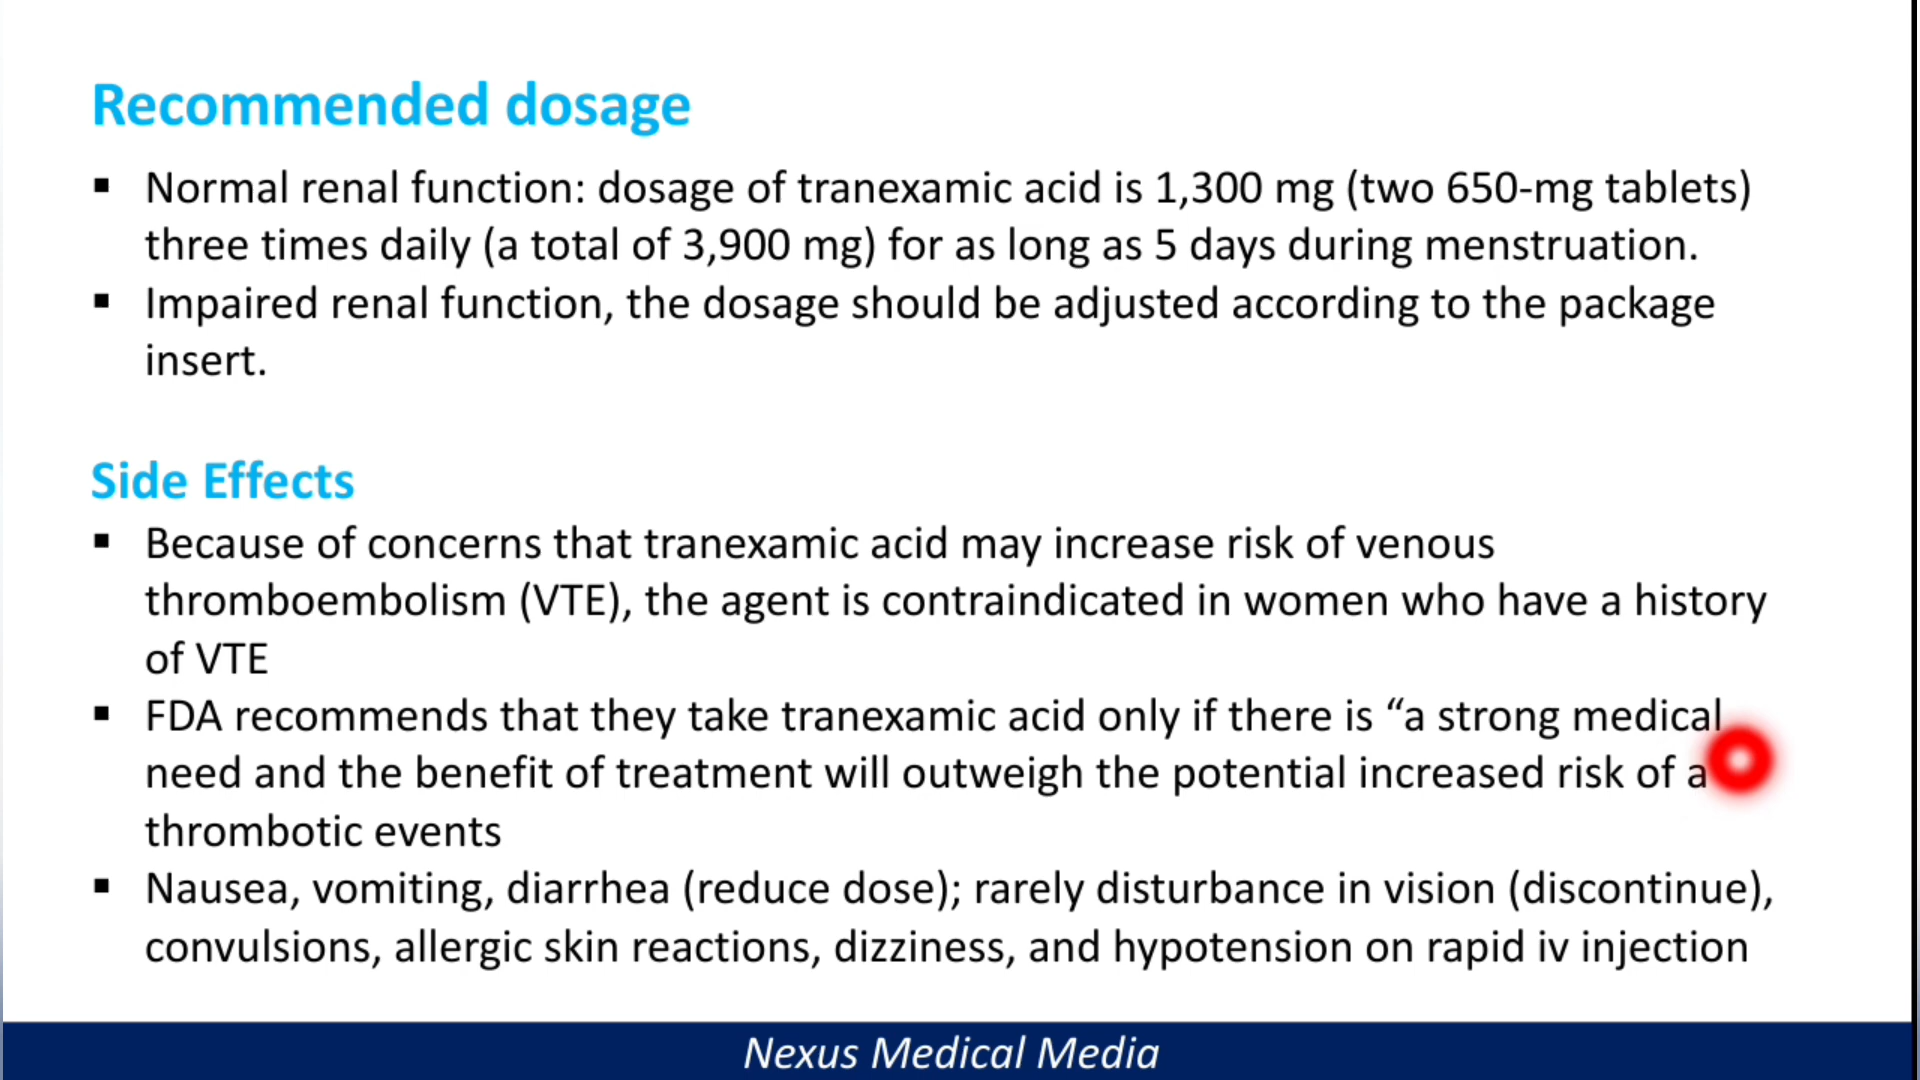 Recommended dosage
▪ Normal renal function: dosage of tranexamic acid is 1,300 mg (two 650-mg tablets)
three times daily (a total of 3,900 mg) for as long as 5 days during menstruation.
▪ Impaired renal function, the dosage should be adjusted according to the package
insert.
Side Effects
▪ Because of concerns that tranexamic acid may increase risk of venous
thromboembolism (VTE), the agent is contraindicated in women who have a history
of VTE
▪ FDA recommends that they take tranexamic acid only if there is “a strong medical
need and the benefit of treatment will outweigh the potential increased risk of a
thrombotic events
▪ Nausea, vomiting, diarrhea (reduce dose); rarely disturbance in vision (discontinue),
convulsions, allergic skin reactions, dizziness, and hypotension on rapid iv injection
Nexus Medical Media